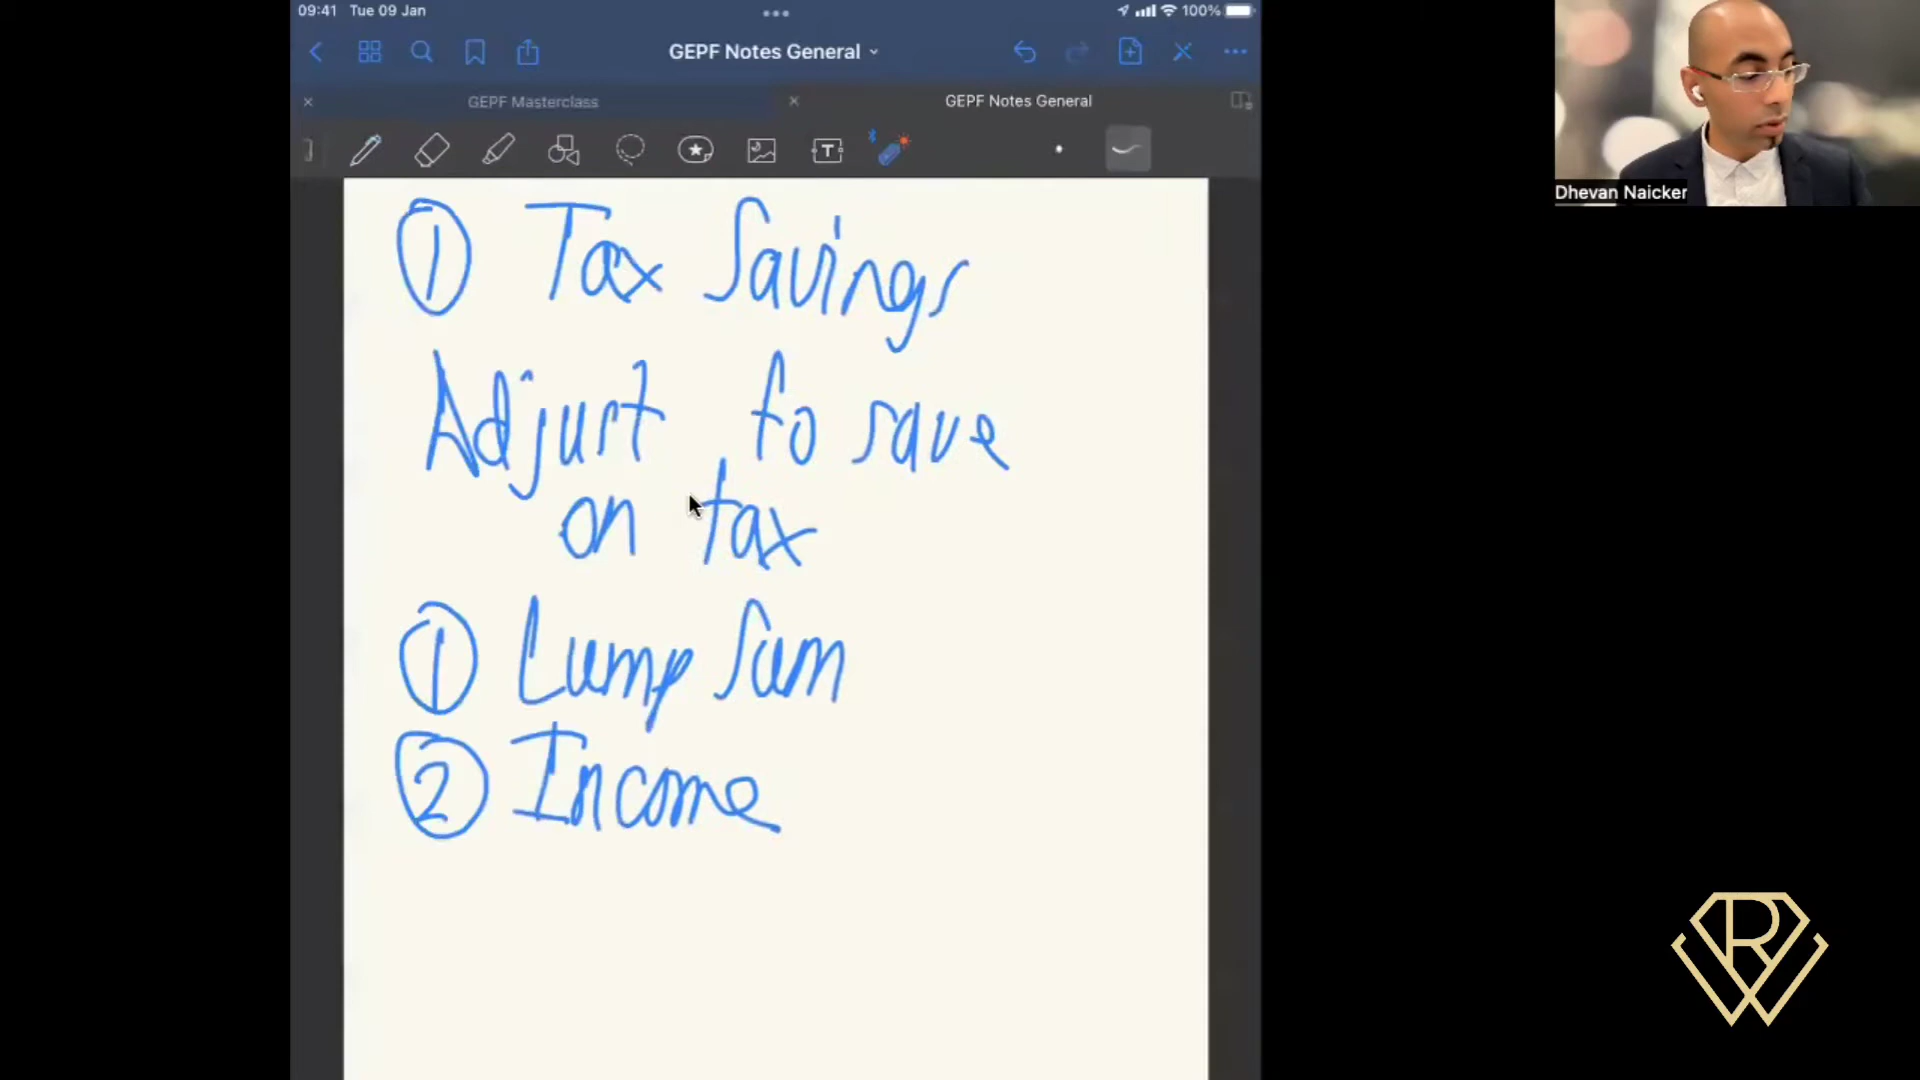 09:41 Tue 09 Jan
100%
GEPF Notes General
GEPF Masterclass
GEPF Notes General
T
① Tax Savings
Adjust to save
on tax
① Lump Sum
② Income
Dhevan Naicker
RW